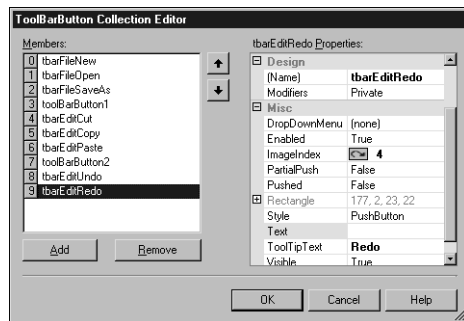 ToolBarButton Collection Editor
Members:
0 tbarFileNew
1 tbarFileOpen
2 tbarFileSaveAs
3 toolBarButton1
4 tbarEditCut
5 tbarEditCopy
6 tbarEditPaste
7 toolBarButton2
8 tbarEditUndo
9 tbarEditRedo
Add Remove
tbarEditRedo Properties:
Design
(Name) tbarEditRedo
Modifiers Private
Misc
DropDownMenu (none)
Enabled True
ImageIndex 4
PartialPush False
Pushed False
Rectangle 177, 2, 23, 22
Style PushButton
Text
ToolTipText Redo
Visible True
OK Cancel Help